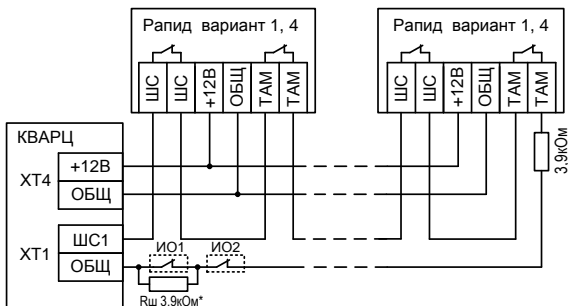 Рапид вариант 1, 4
ШС ШС +12В ОБЩ ТАМ ТАМ
Рапид вариант 1, 4
ШС ШС +12В ОБЩ ТАМ ТАМ
3.9кОм
КВАРЦ
ХТ4
+12В
ОБЩ
ХТ1
ШС1
ОБЩ
ИО1
ИО2
Rш 3.9кОм*